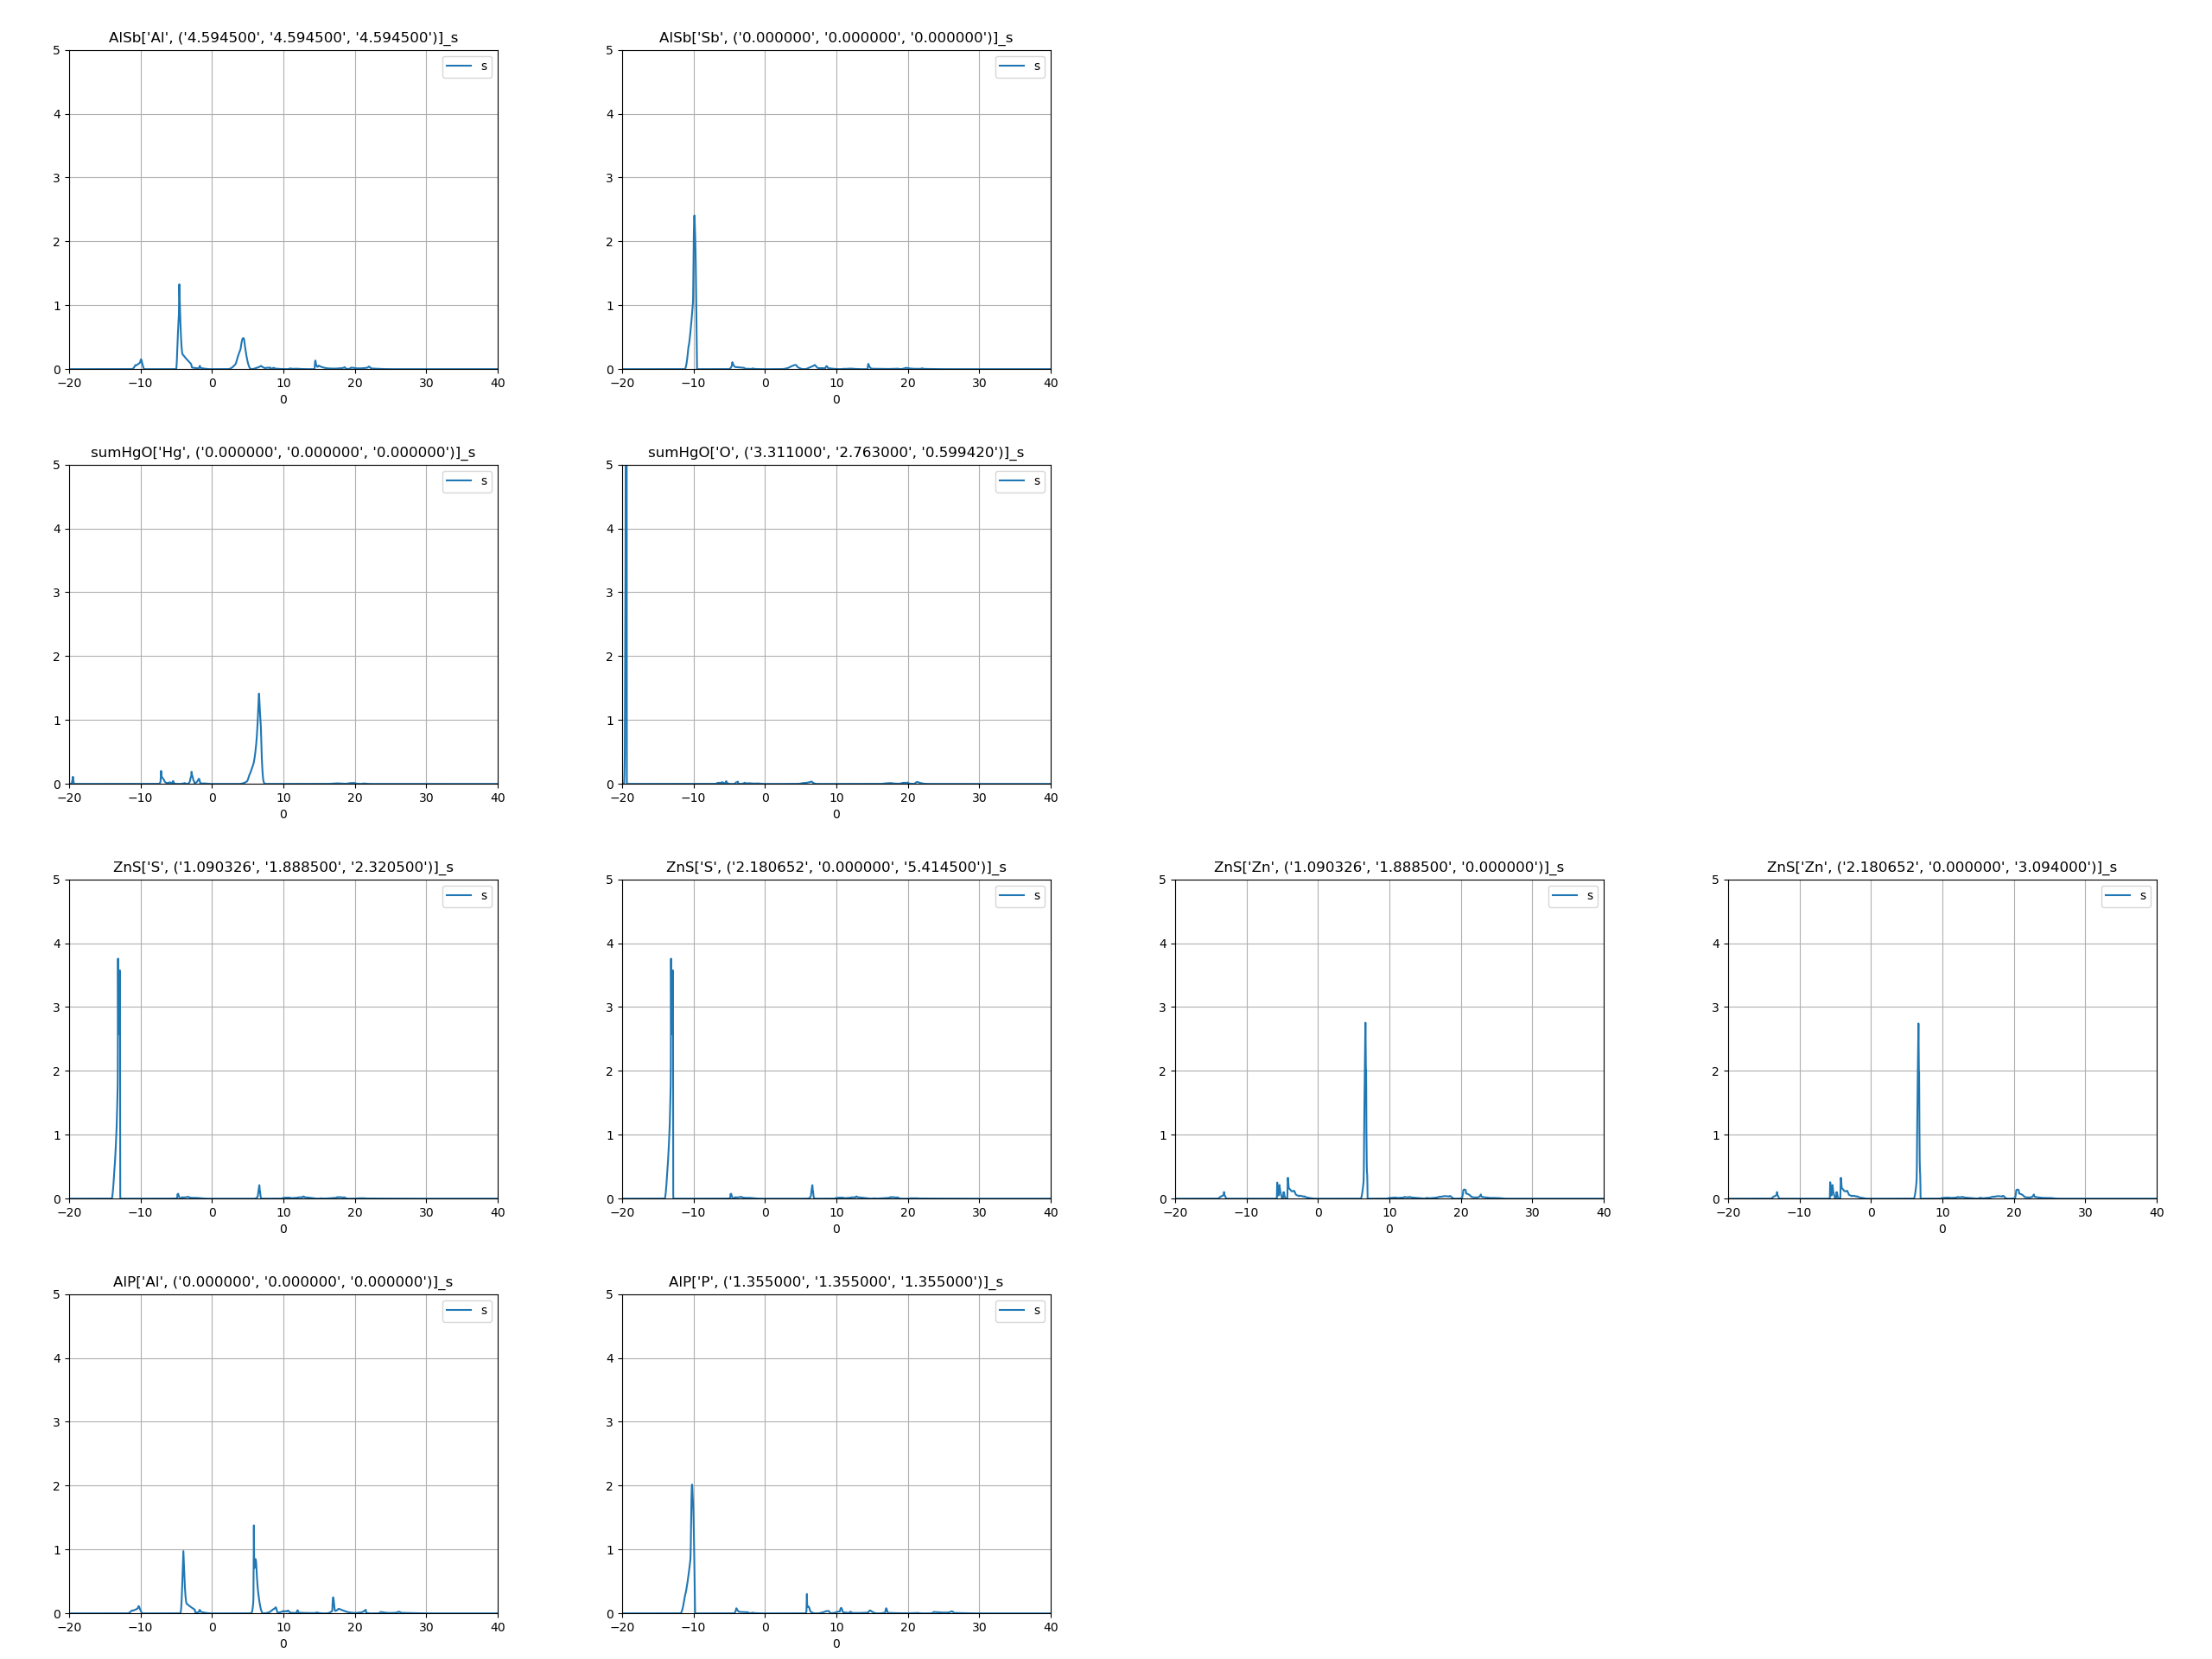 AlSb['Al', ('4.594500', '4.594500', '4.594500')]_s
AlSb['Sb', ('0.000000', '0.000000', '0.000000')]_s
5
4
3
2
1
0
s
−20 −10 0 10 20 30 40
0
5
4
3
2
1
0
s
−20 −10 0 10 20 30 40
0
sumHgO['Hg', ('0.000000', '0.000000', '0.000000')]_s
sumHgO['O', ('3.311000', '2.763000', '0.599420')]_s
5
4
3
2
1
0
s
−20 −10 0 10 20 30 40
0
5
4
3
2
1
0
s
−20 −10 0 10 20 30 40
0
ZnS['S', ('1.090326', '1.888500', '2.320500')]_s
ZnS['S', ('2.180652', '0.000000', '5.414500')]_s
ZnS['Zn', ('1.090326', '1.888500', '0.000000')]_s
ZnS['Zn', ('2.180652', '0.000000', '3.094000')]_s
5
4
3
2
1
0
s
−20 −10 0 10 20 30 40
0
5
4
3
2
1
0
s
−20 −10 0 10 20 30 40
0
5
4
3
2
1
0
s
−20 −10 0 10 20 30 40
0
5
4
3
2
1
0
s
−20 −10 0 10 20 30 40
0
AlP['Al', ('0.000000', '0.000000', '0.000000')]_s
AlP['P', ('1.355000', '1.355000', '1.355000')]_s
5
4
3
2
1
0
s
−20 −10 0 10 20 30 40
0
5
4
3
2
1
0
s
−20 −10 0 10 20 30 40
0